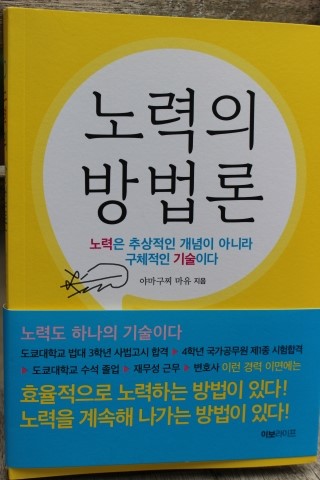 노력의
방법론
노력은 추상적인 개념이 아니라
구체적인 기술이다
야마구찌 마유 지음
노력도 하나의 기술이다
도쿄대학교 법대 3학년 사법고시 합격 ▶ 4학년 국가공무원 제1종 시험합격
▶ 도쿄대학교 수석 졸업 ▶ 재무성 근무 ▶ 변호사 이런 경력 이면에는
효율적으로 노력하는 방법이 있다!
노력을 계속해 나가는 방법이 있다!
이보라이프